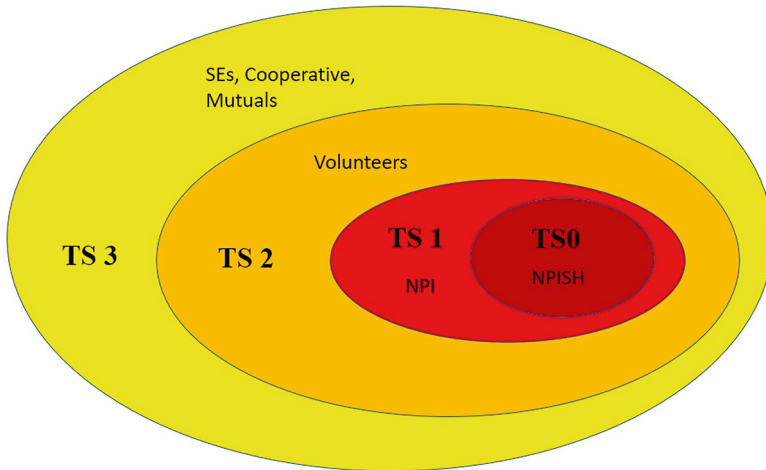 SEs, Cooperative,
Mutuals
Volunteers
TS 3
TS 2
TS 1
TS0
NPI
NPISH